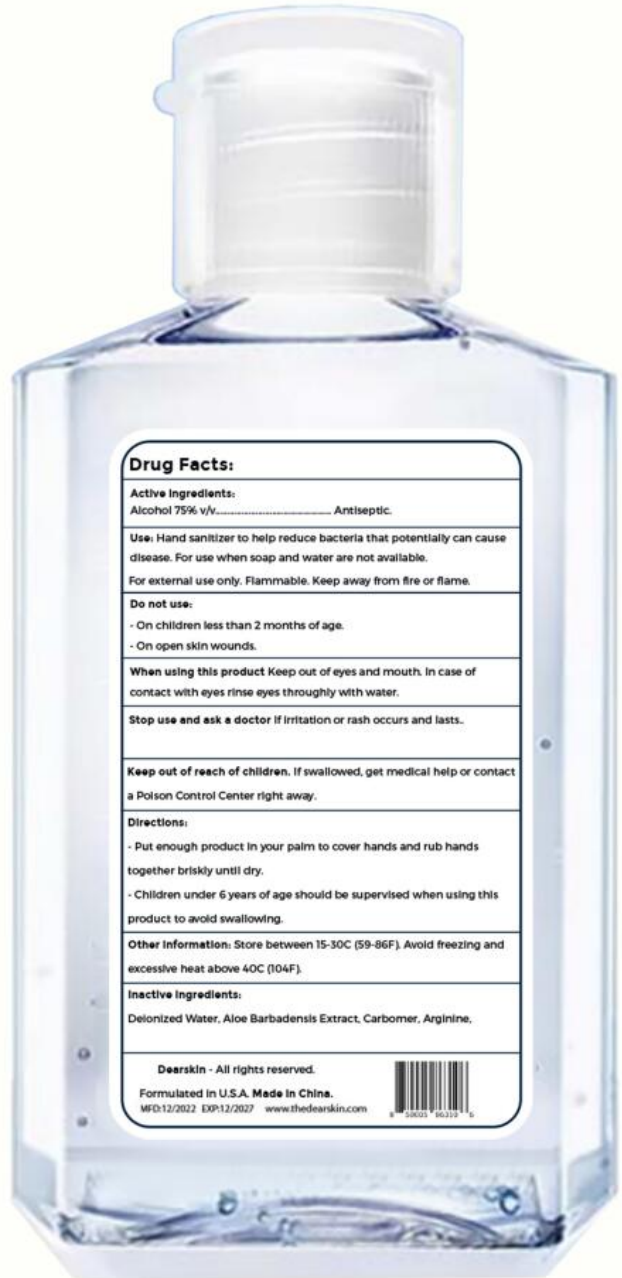 Drug Facts:
Active Ingredients:
Alcohol 75% v/v.......................................... Antiseptic.
Use: Hand sanitizer to help reduce bacteria that potentially can cause
disease. For use when soap and water are not available.
For external use only. Flammable. Keep away from fire or flame.
Do not use:
- On children less than 2 months of age.
- On open skin wounds.
When using this product Keep out of eyes and mouth. In case of
contact with eyes rinse eyes throughly with water.
Stop use and ask a doctor if irritation or rash occurs and lasts..
Keep out of reach of children. If swallowed, get medical help or contact
a Poison Control Center right away.
Directions:
- Put enough product in your palm to cover hands and rub hands
together briskly until dry.
- Children under 6 years of age should be supervised when using this
product to avoid swallowing.
Other Information: Store between 15-30C (59-86F). Avoid freezing and
excessive heat above 40C (104F).
Inactive Ingredients:
Deionized Water, Aloe Barbadensis Extract, Carbomer, Arginine,
Dearskin - All rights reserved.
Formulated in U.S.A. Made in China.
MFD:12/2022 EXP:12/2027 www.thedearskin.com